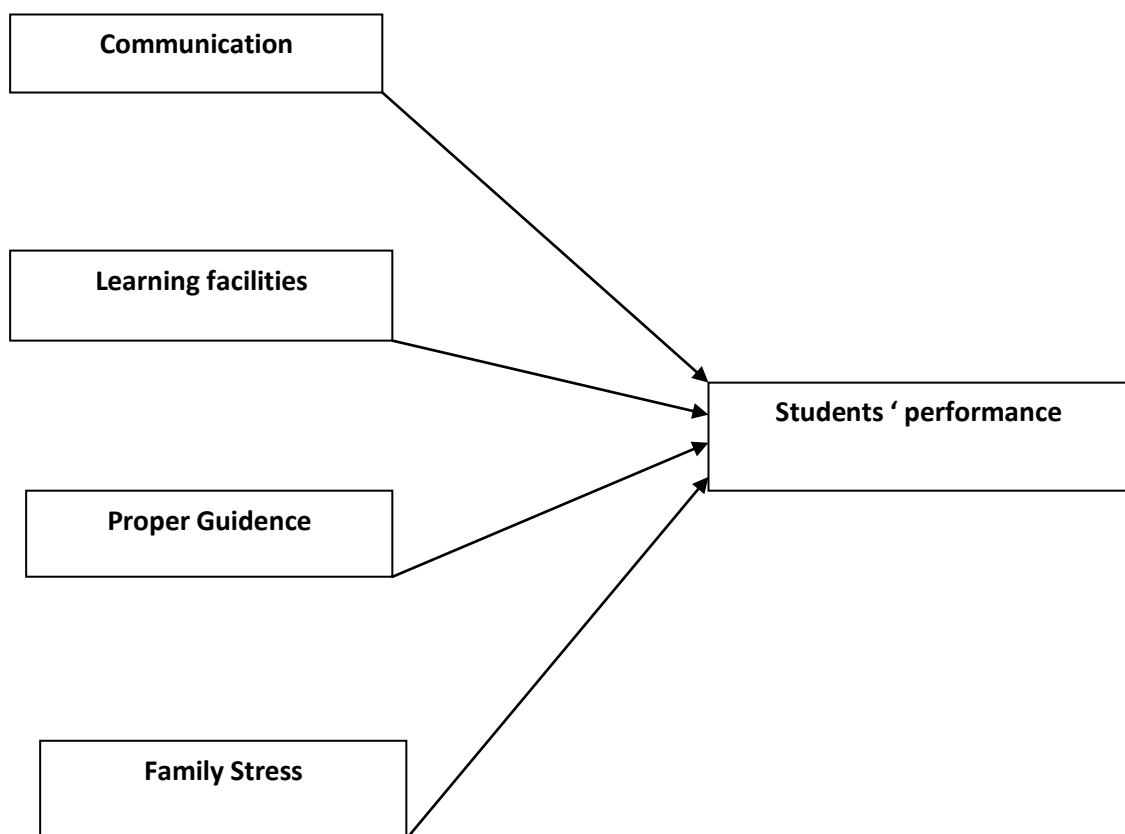 Communication
Learning facilities
Students ‘ performance
Proper Guidence
Family Stress